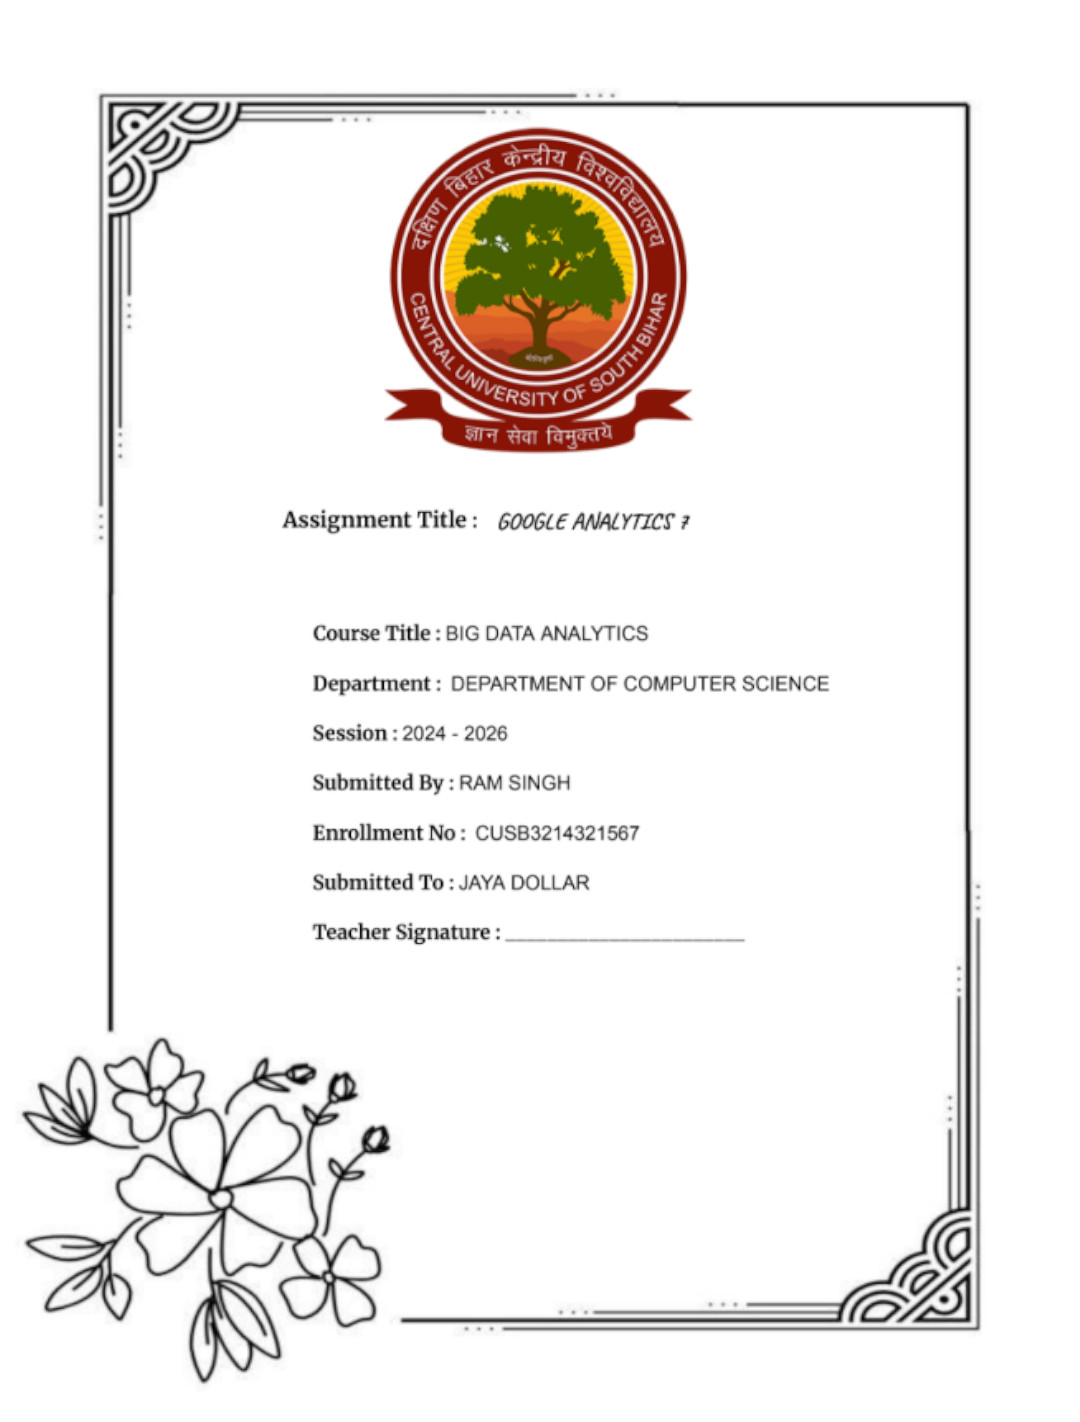 दक्षिण बिहार केन्द्रीय विश्वविद्यालय
CENTRAL UNIVERSITY OF SOUTH BIHAR
ज्ञान सेवा विमुक्तये
Assignment Title : GOOGLE ANALYTICS 7
Course Title : BIG DATA ANALYTICS
Department : DEPARTMENT OF COMPUTER SCIENCE
Session : 2024 - 2026
Submitted By : RAM SINGH
Enrollment No : CUSB3214321567
Submitted To : JAYA DOLLAR
Teacher Signature : _______________________